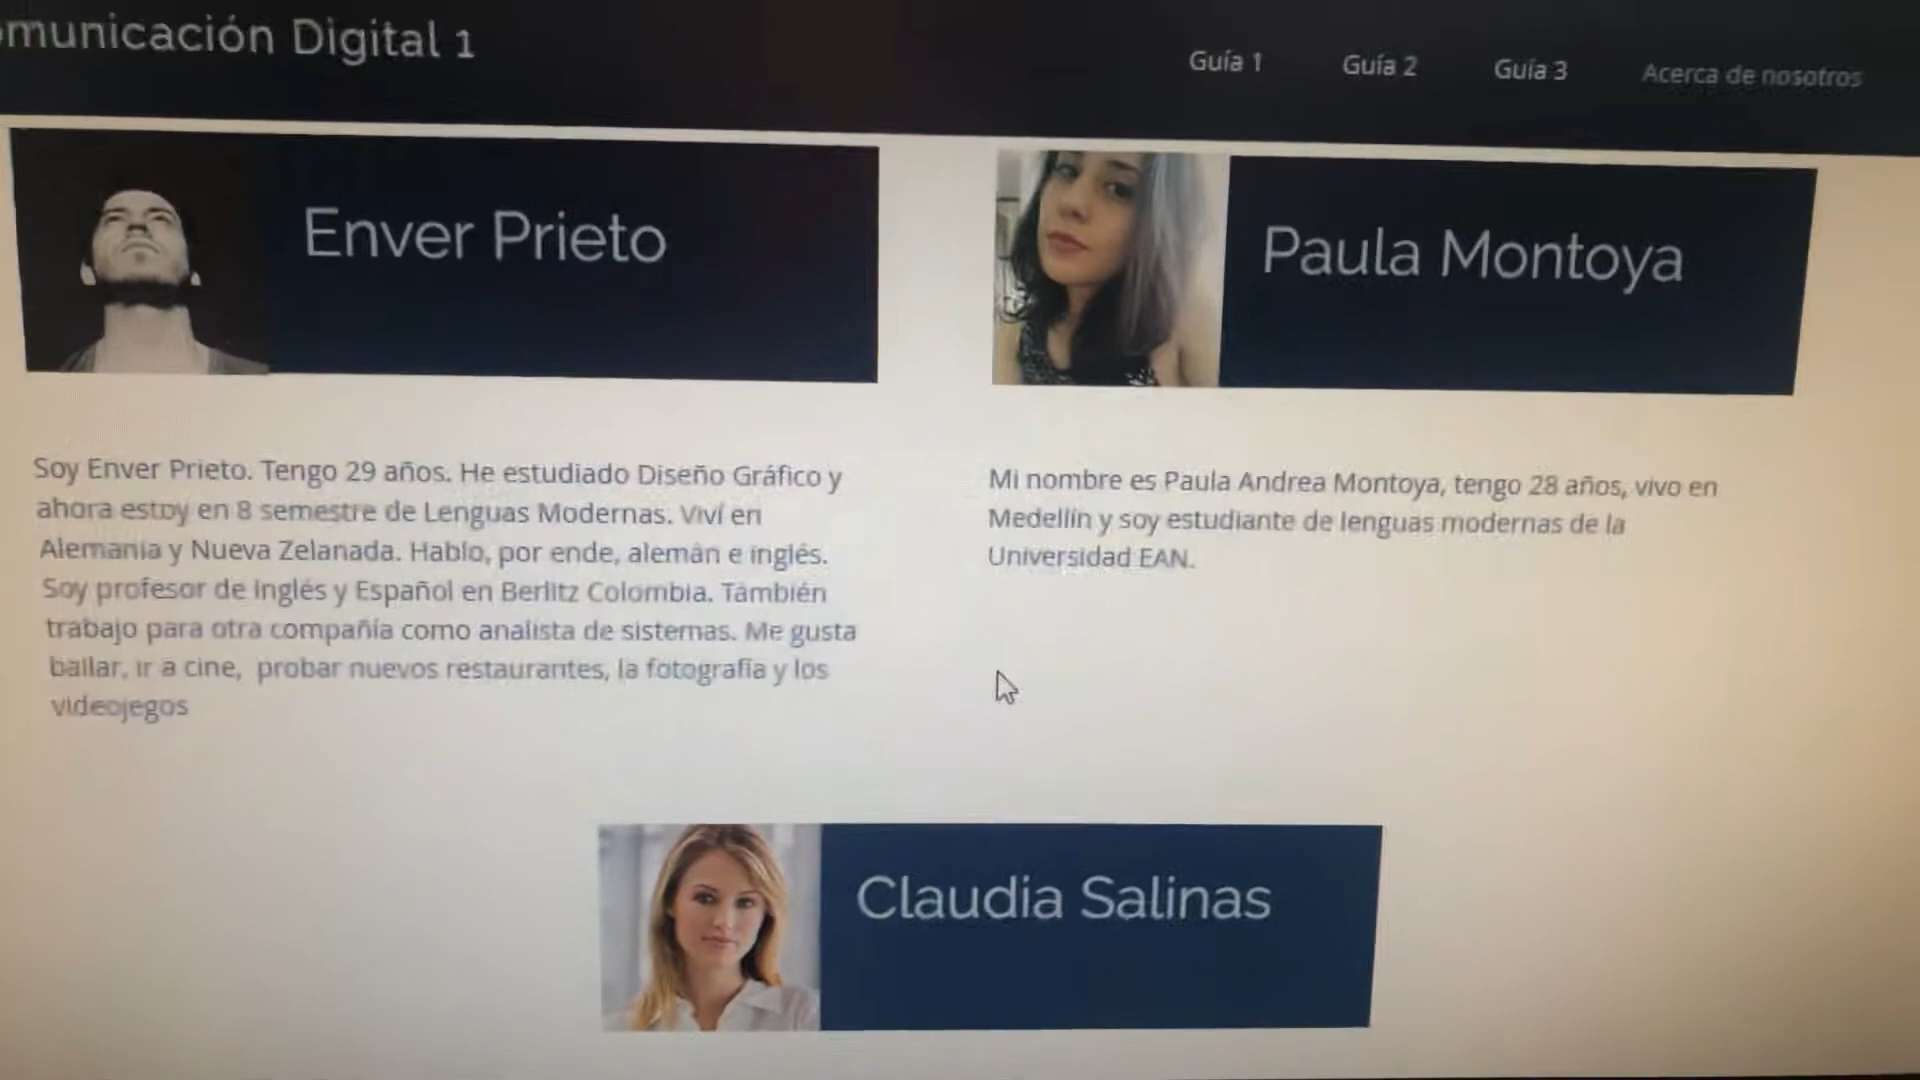 omunicación Digital 1
Guía 1
Guía 2
Guía 3
Acerca de nosotros
Enver Prieto
Paula Montoya
Soy Enver Prieto. Tengo 29 años. He estudiado Diseño Gráfico y
ahora estoy en 8 semestre de Lenguas Modernas. Viví en
Alemania y Nueva Zelanada. Hablo, por ende, alemán e inglés.
Soy profesor de Inglés y Español en Berlitz Colombia. También
trabajo para otra compañía como analista de sistemas. Me gusta
bailar, ir a cine, probar nuevos restaurantes, la fotografía y los
videojegos
Mi nombre es Paula Andrea Montoya, tengo 28 años, vivo en
Medellín y soy estudiante de lenguas modernas de la
Universidad EAN.
Claudia Salinas